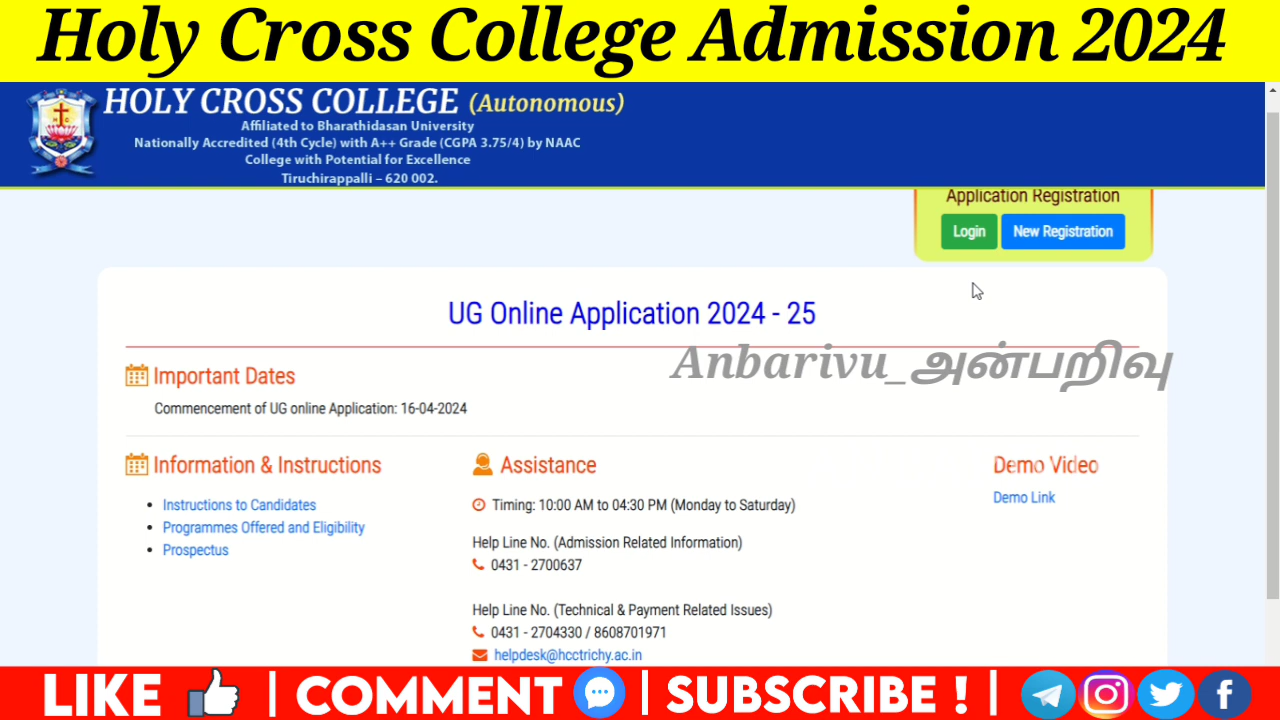 Holy Cross College Admission 2024
HOLY CROSS COLLEGE (Autonomous)
Affiliated to Bharathidasan University
Nationally Accredited (4th Cycle) with A++ Grade (CGPA 3.75/4) by NAAC
College with Potential for Excellence
Tiruchirappalli – 620 002.
Application Registration
Login New Registration
UG Online Application 2024 - 25
Anbarivu_அன்பறிவு
Important Dates
Commencement of UG online Application: 16-04-2024
Information & Instructions
Instructions to Candidates
Programmes Offered and Eligibility
Prospectus
Assistance
Timing: 10:00 AM to 04:30 PM (Monday to Saturday)
Help Line No. (Admission Related Information)
0431 - 2700637
Help Line No. (Technical & Payment Related Issues)
0431 - 2704330 / 8608701971
helpdesk@hcctrichy.ac.in
Demo Video
Demo Link
LIKE | COMMENT | SUBSCRIBE ! |